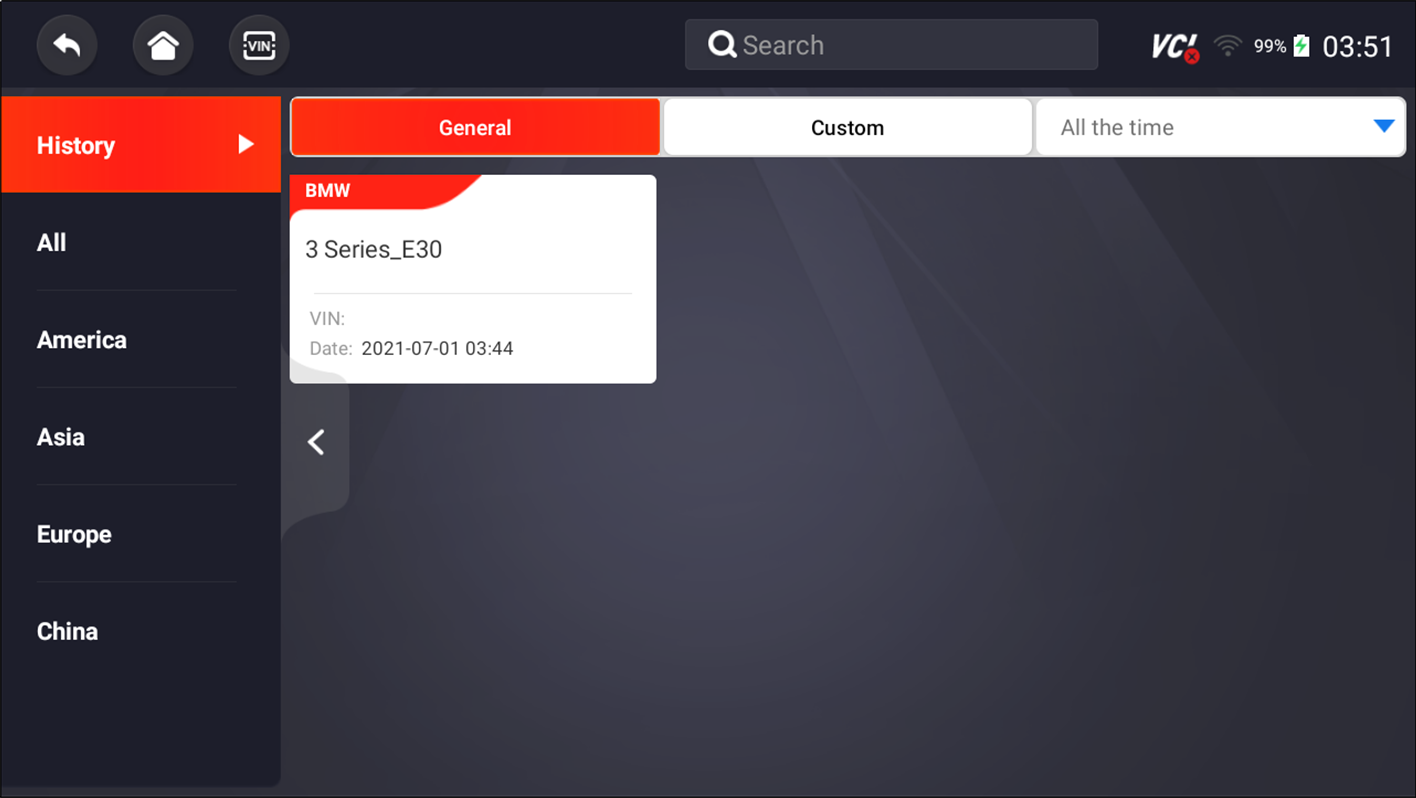 VIN
Search
VCI
99%
03:51
History
General
Custom
All the time
BMW
3 Series_E30
VIN:
Date: 2021-07-01 03:44
All
America
Asia
Europe
China